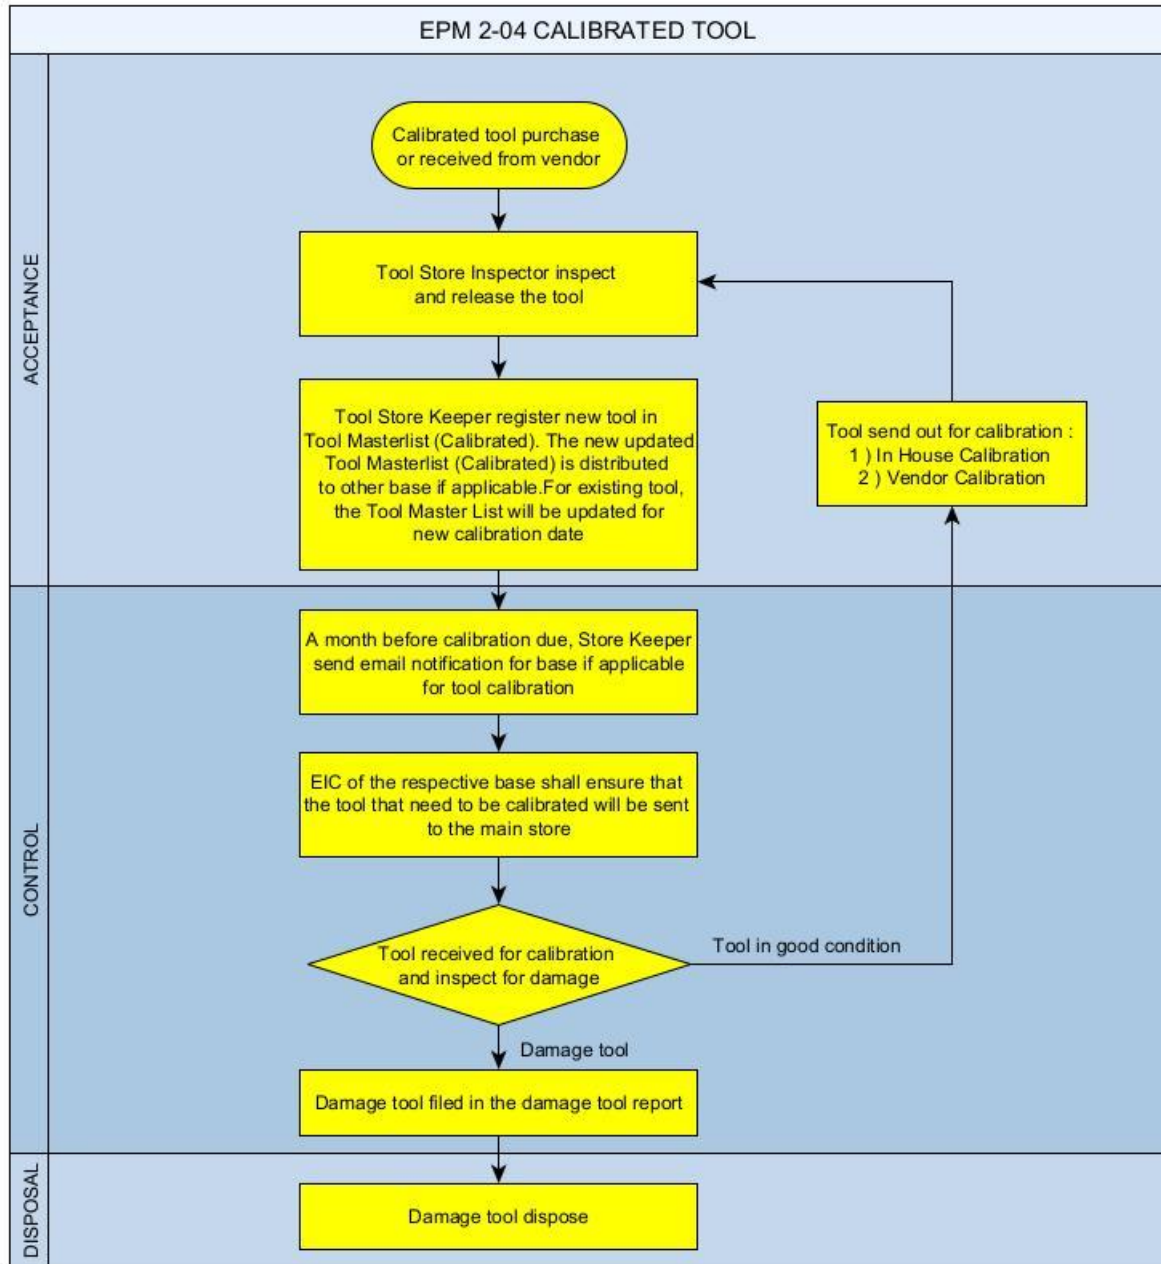 EPM 2-04 CALIBRATED TOOL
ACCEPTANCE
Calibrated tool purchase
or received from vendor
Tool Store Inspector inspect
and release the tool
Tool Store Keeper register new tool in
Tool Masterlist (Calibrated). The new updated
Tool Masterlist (Calibrated) is distributed
to other base if applicable.For existing tool,
the Tool Master List will be updated for
new calibration date
Tool send out for calibration :
1 ) In House Calibration
2 ) Vendor Calibration
CONTROL
A month before calibration due, Store Keeper
send email notification for base if applicable
for tool calibration
EIC of the respective base shall ensure that
the tool that need to be calibrated will be sent
to the main store
Tool received for calibration
and inspect for damage
Tool in good condition
Damage tool
Damage tool filed in the damage tool report
DISPOSAL
Damage tool dispose